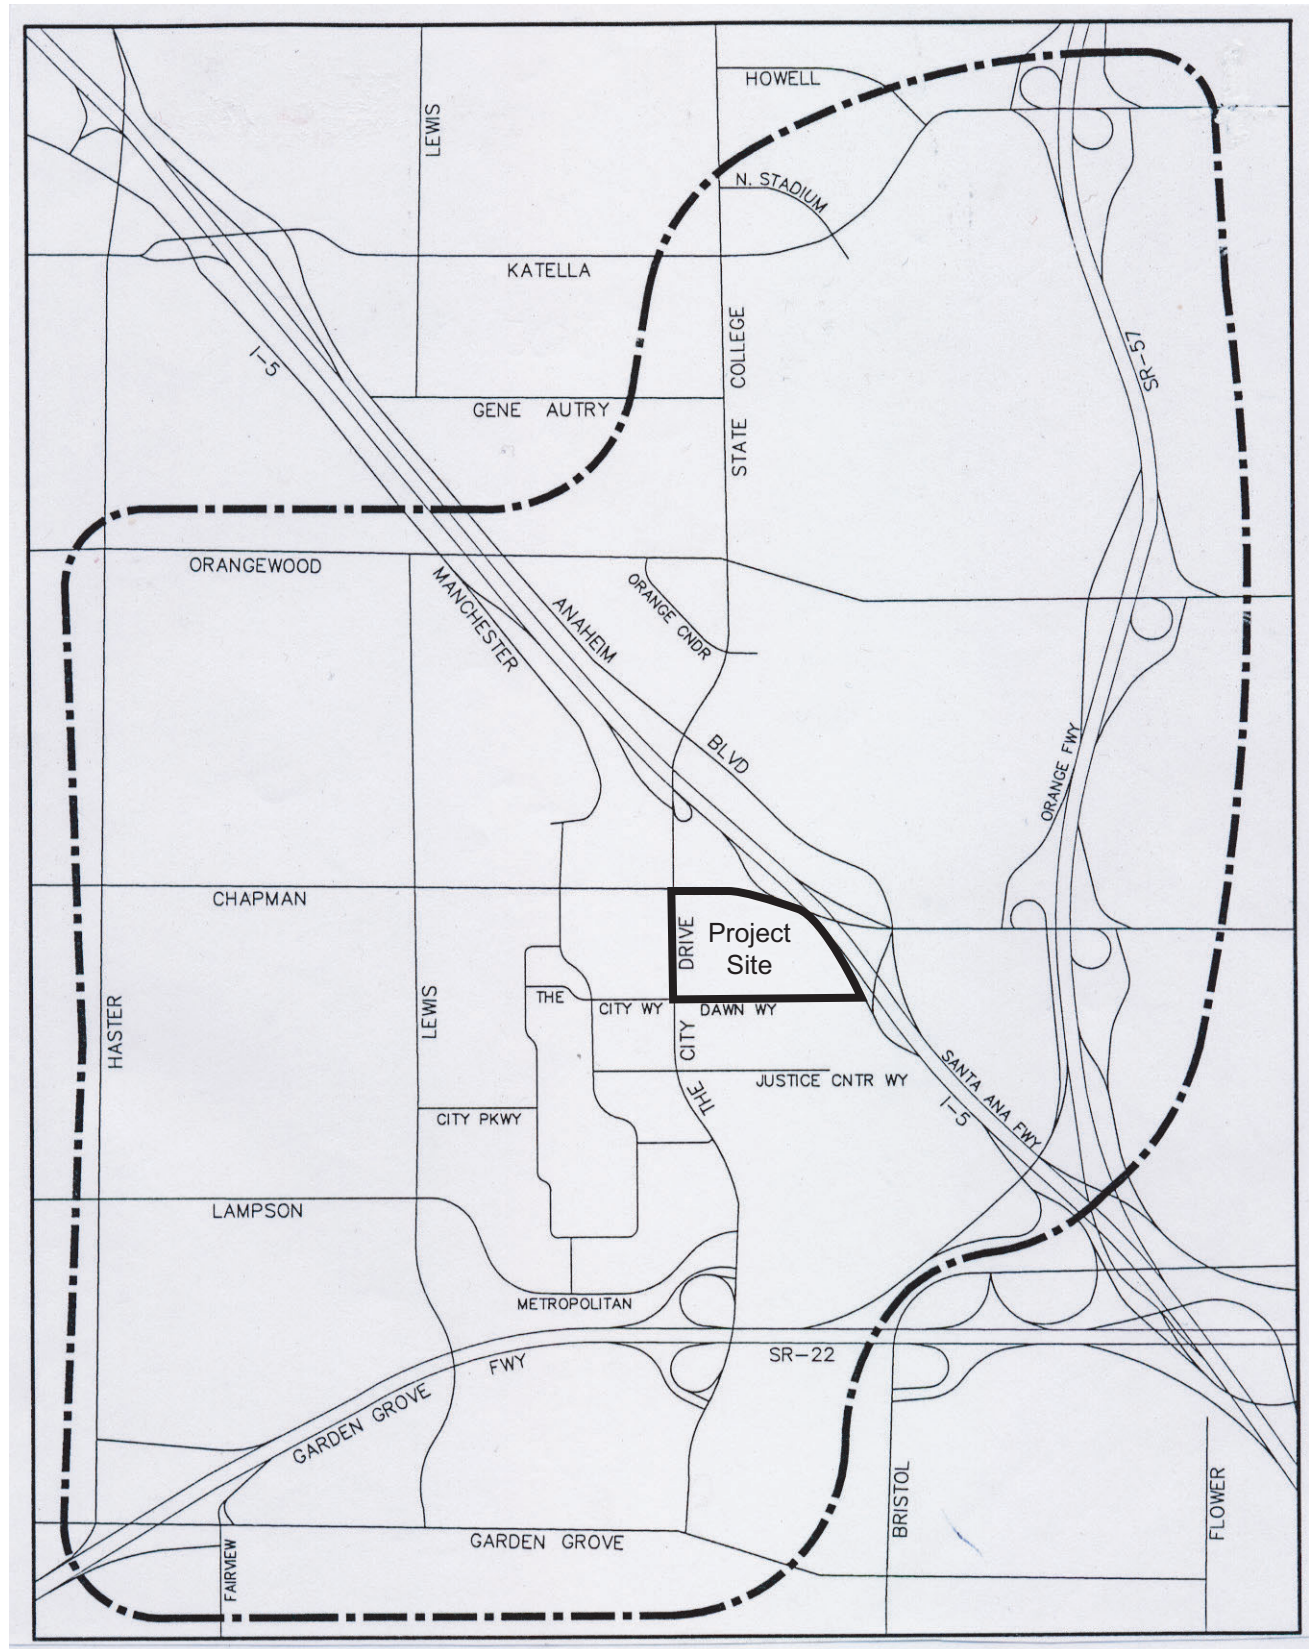 HOWELL
LEWIS
N. STADIUM
KATELLA
I-5
STATE COLLEGE
SR-57
GENE AUTRY
ORANGEWOOD
MANCHESTER
ANAHEIM
BLVD
ORANGE CNDR
ORANGE FWY
CHAPMAN
DRIVE
Project
Site
HASTER
LEWIS
THE
CITY WY
DAWN WY
CITY
THE
JUSTICE CNTR WY
SANTA ANA FWY
I-5
CITY PKWY
LAMPSON
METROPOLITAN
SR-22
GARDEN GROVE
FWY
BRISTOL
FLOWER
GARDEN GROVE
FAIRVIEW